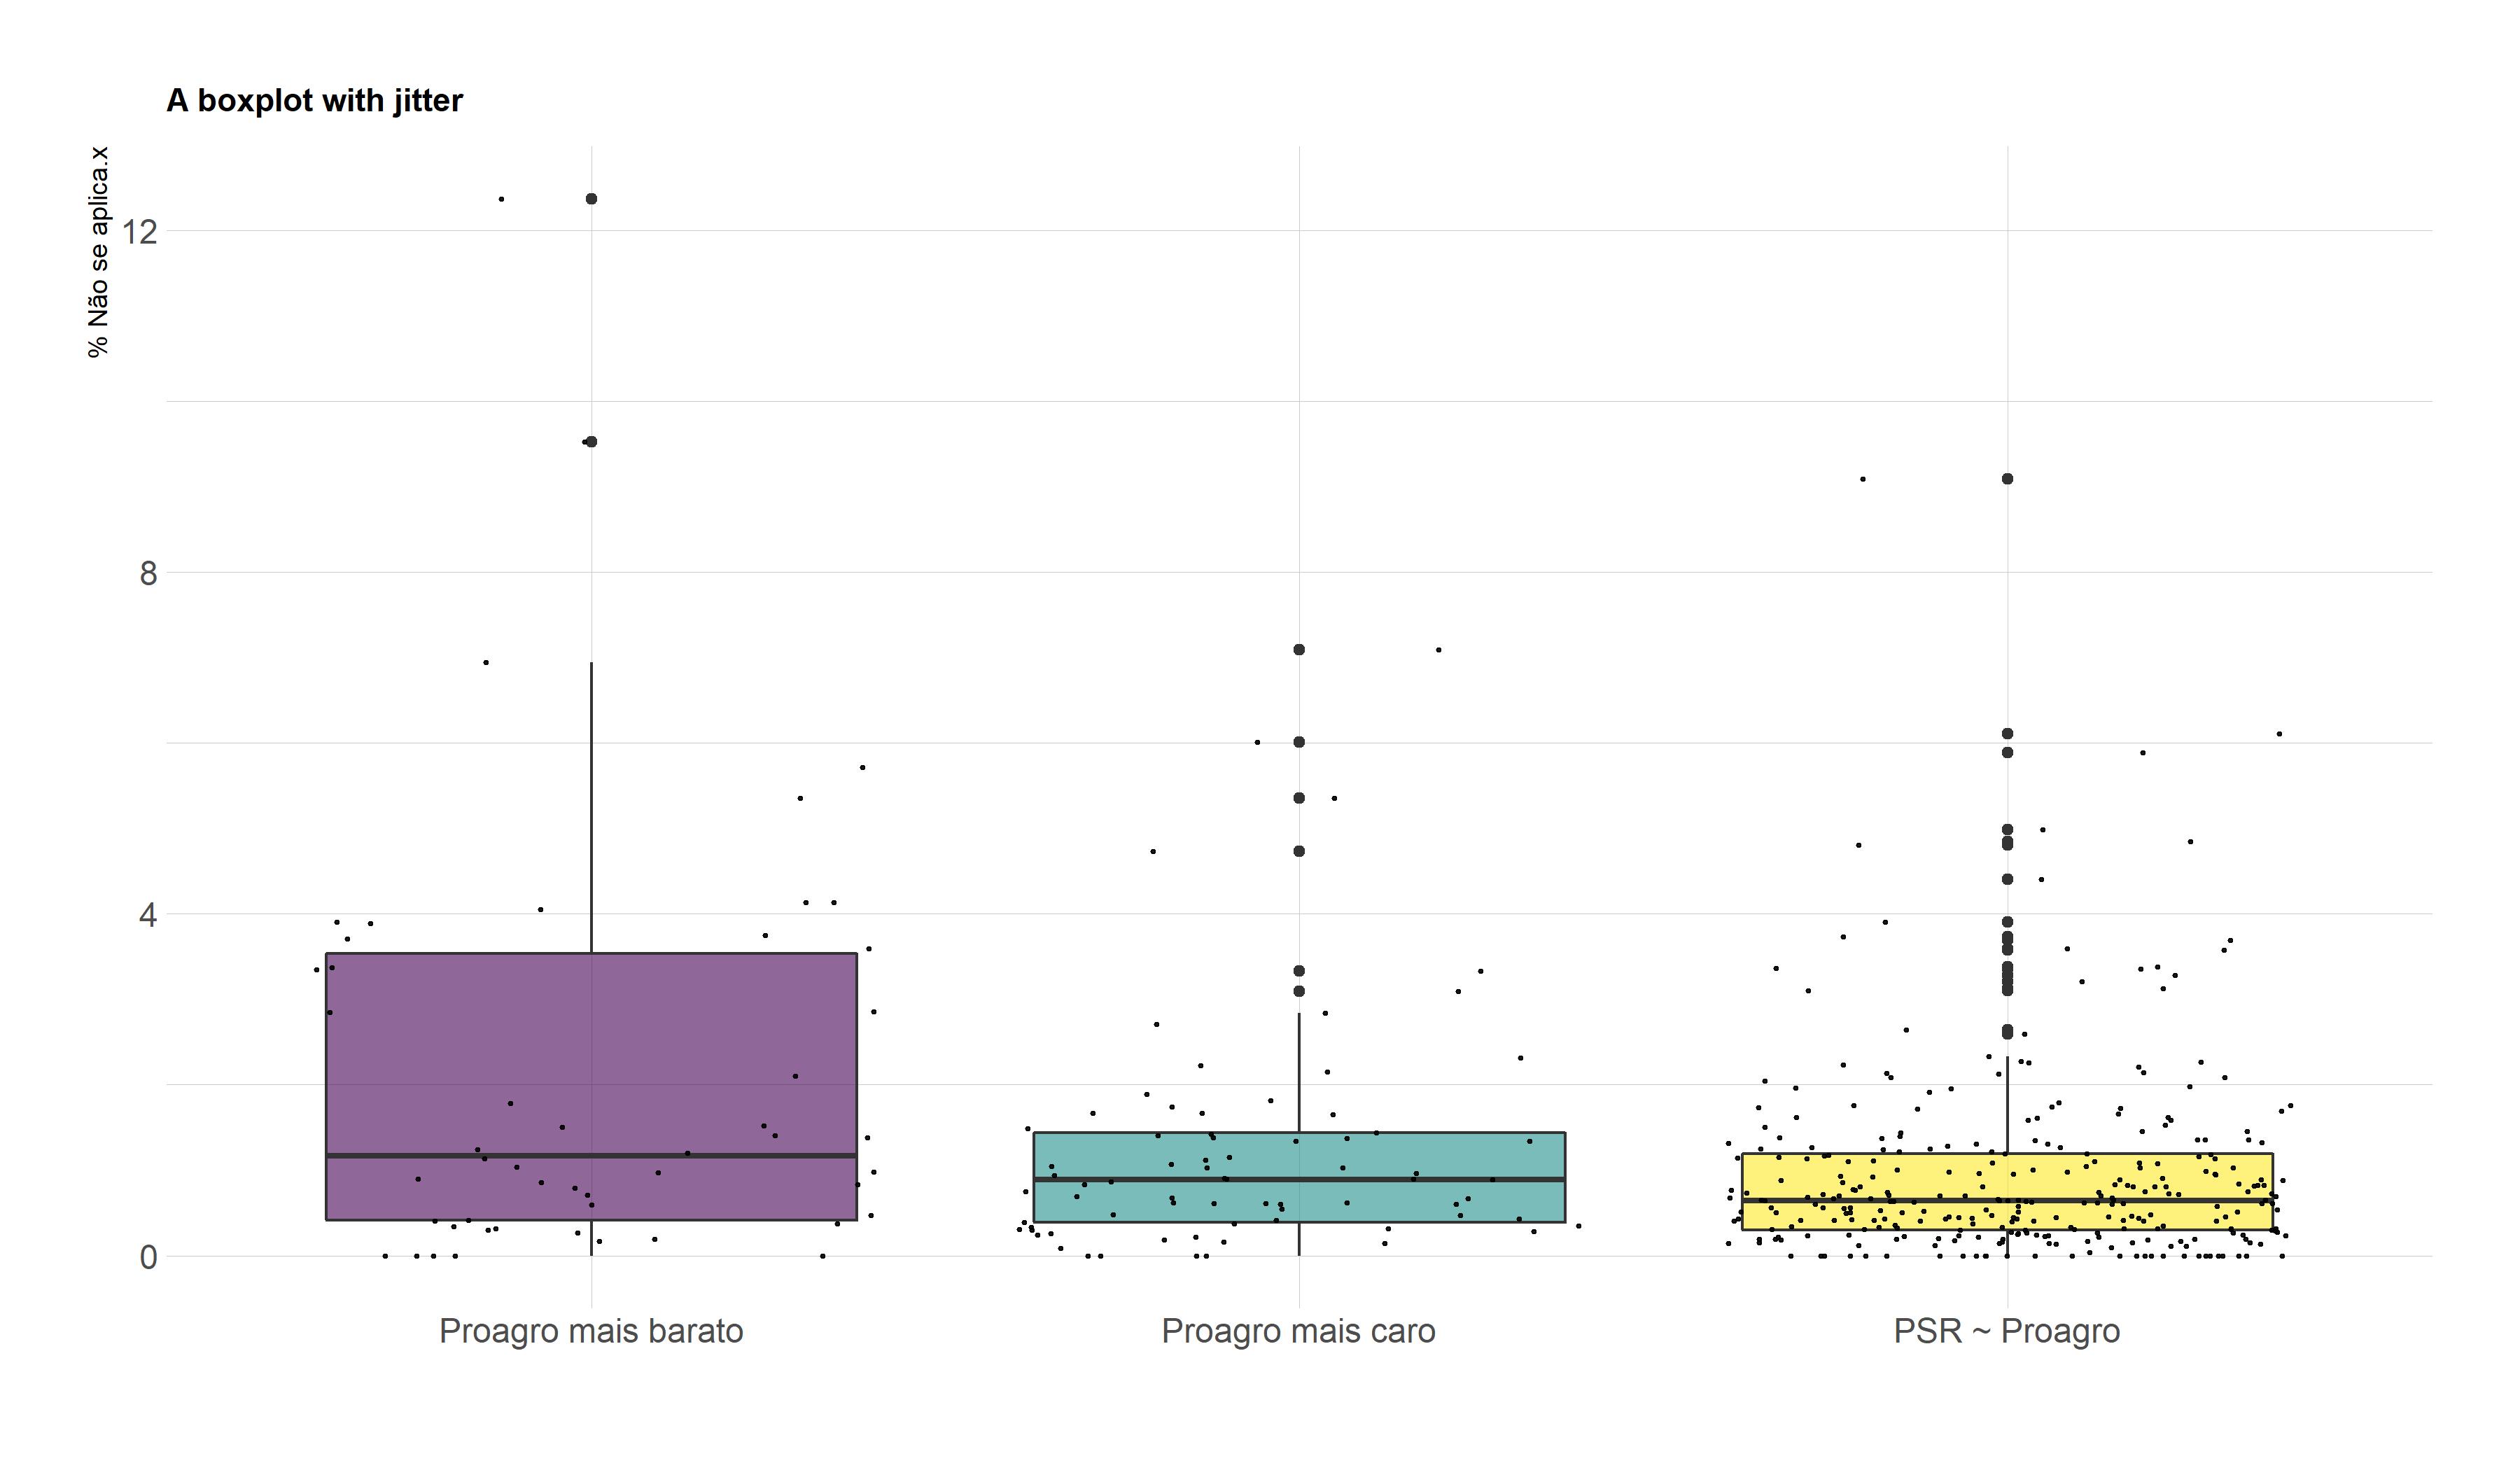 A boxplot with jitter
% Não se aplica.x
12
8
4
0
Proagro mais barato
Proagro mais caro
PSR ~ Proagro